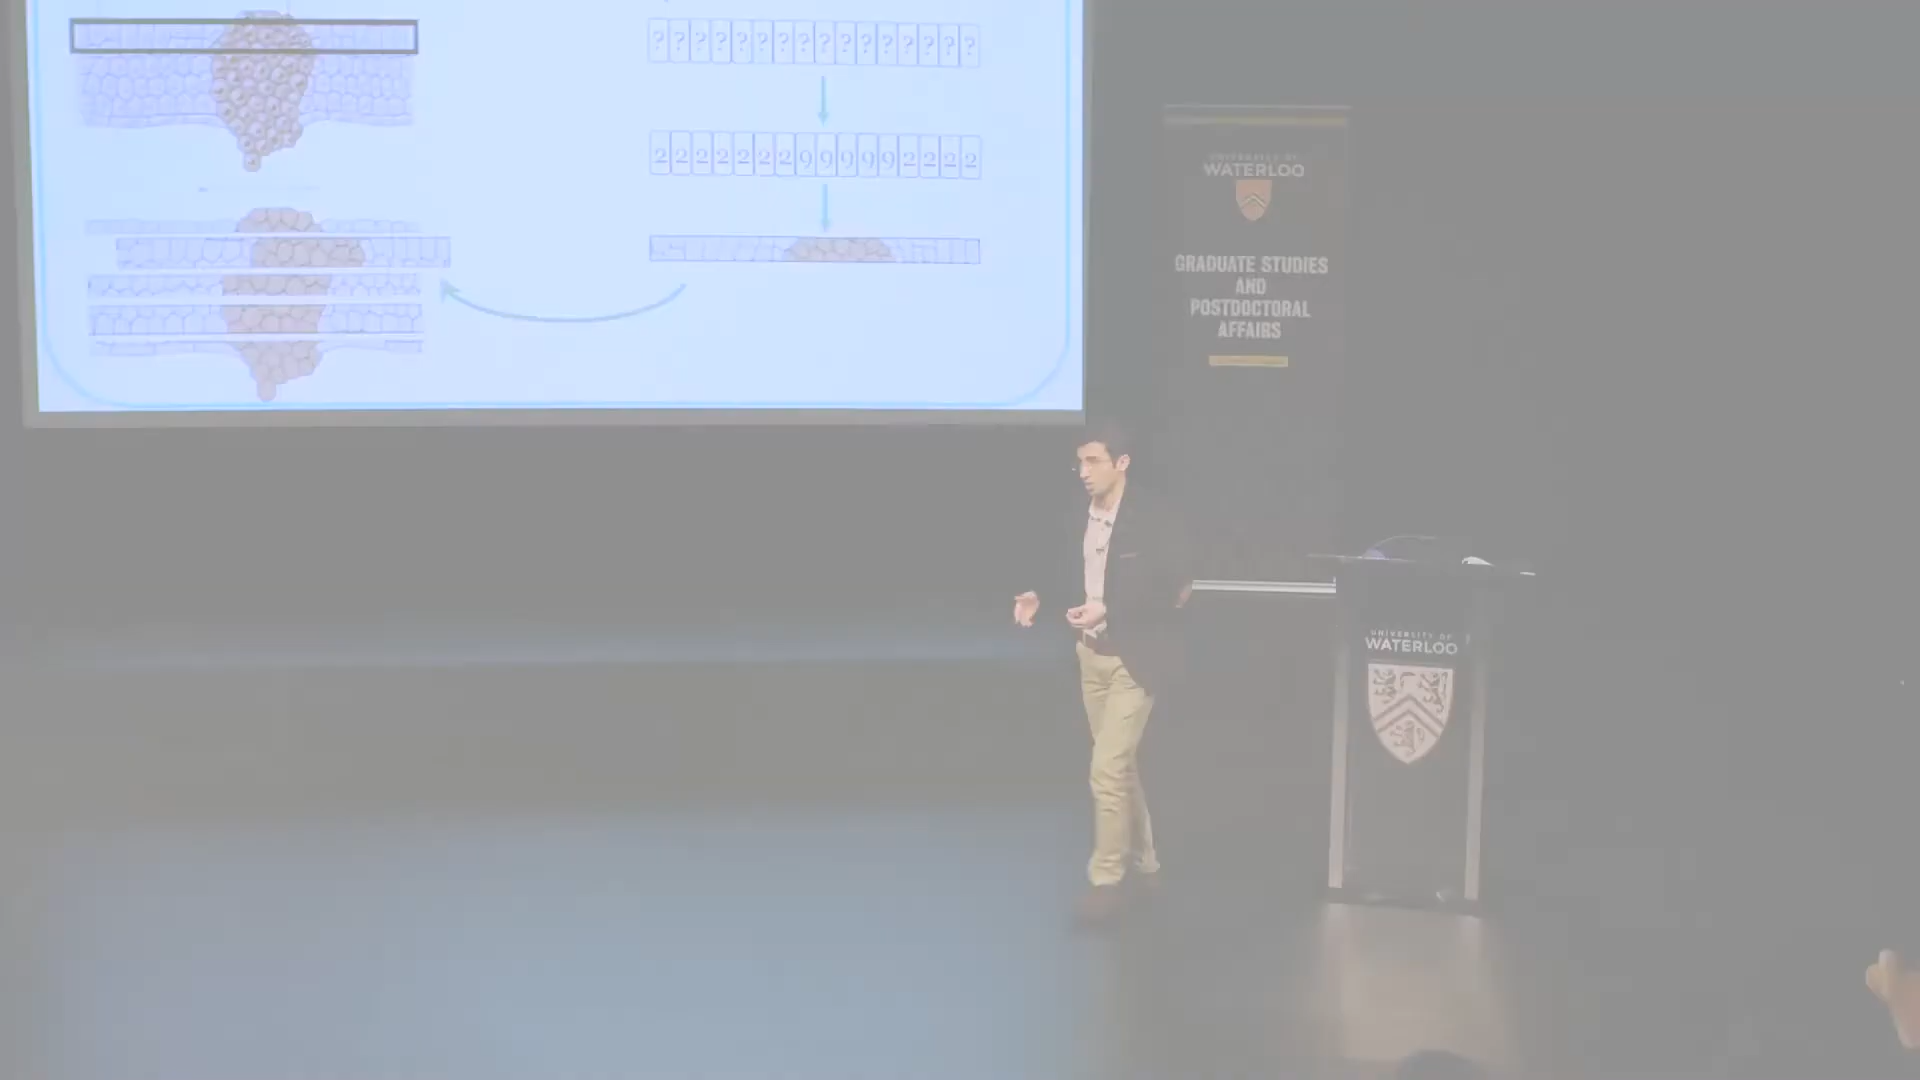 ? ? ? ? ? ? ? ? ? ? ? ? ? ? ? ?
2 2 2 2 2 2 2 9 9 9 9 9 2 2 2 2
UNIVERSITY OF
WATERLOO
GRADUATE STUDIES
AND
POSTDOCTORAL
AFFAIRS
UNIVERSITY OF
WATERLOO